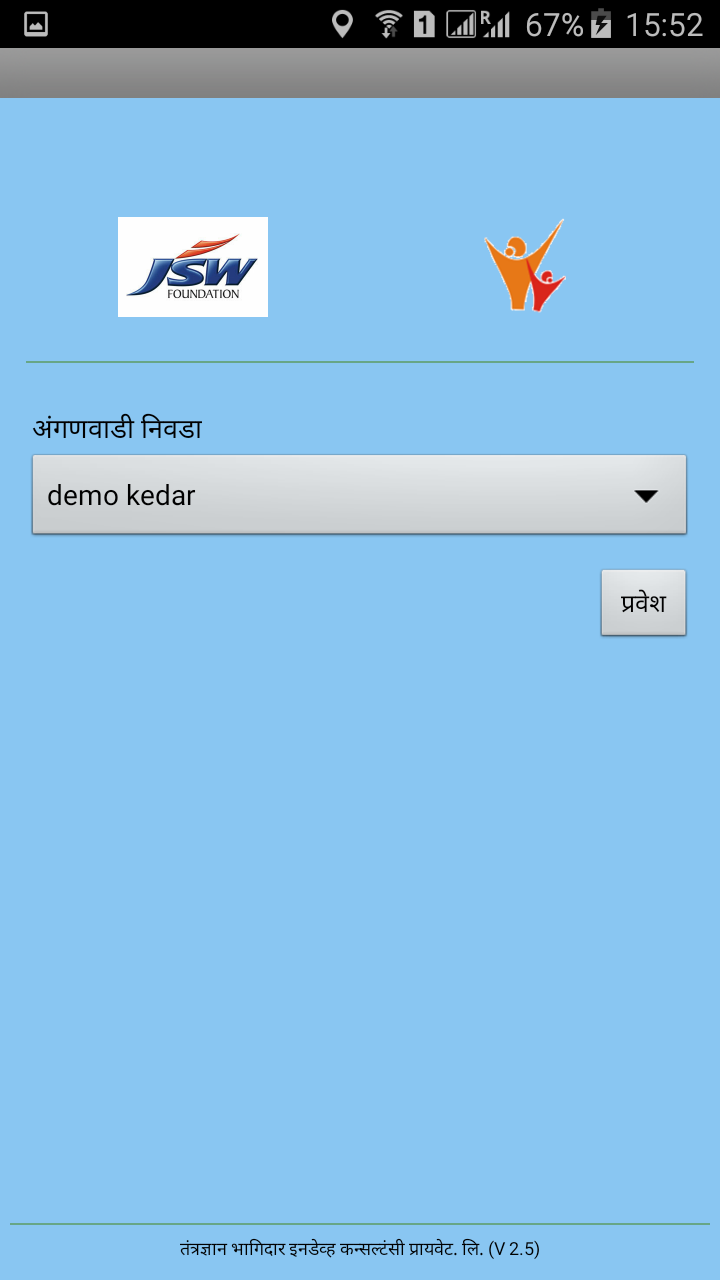 1 R 67% 15:52
JSW
FOUNDATION
अंगणवाडी निवडा
demo kedar
प्रवेश
तंत्रज्ञान भागिदार इनडेव्ह कन्सल्टंसी प्रायवेट. लि. (V 2.5)